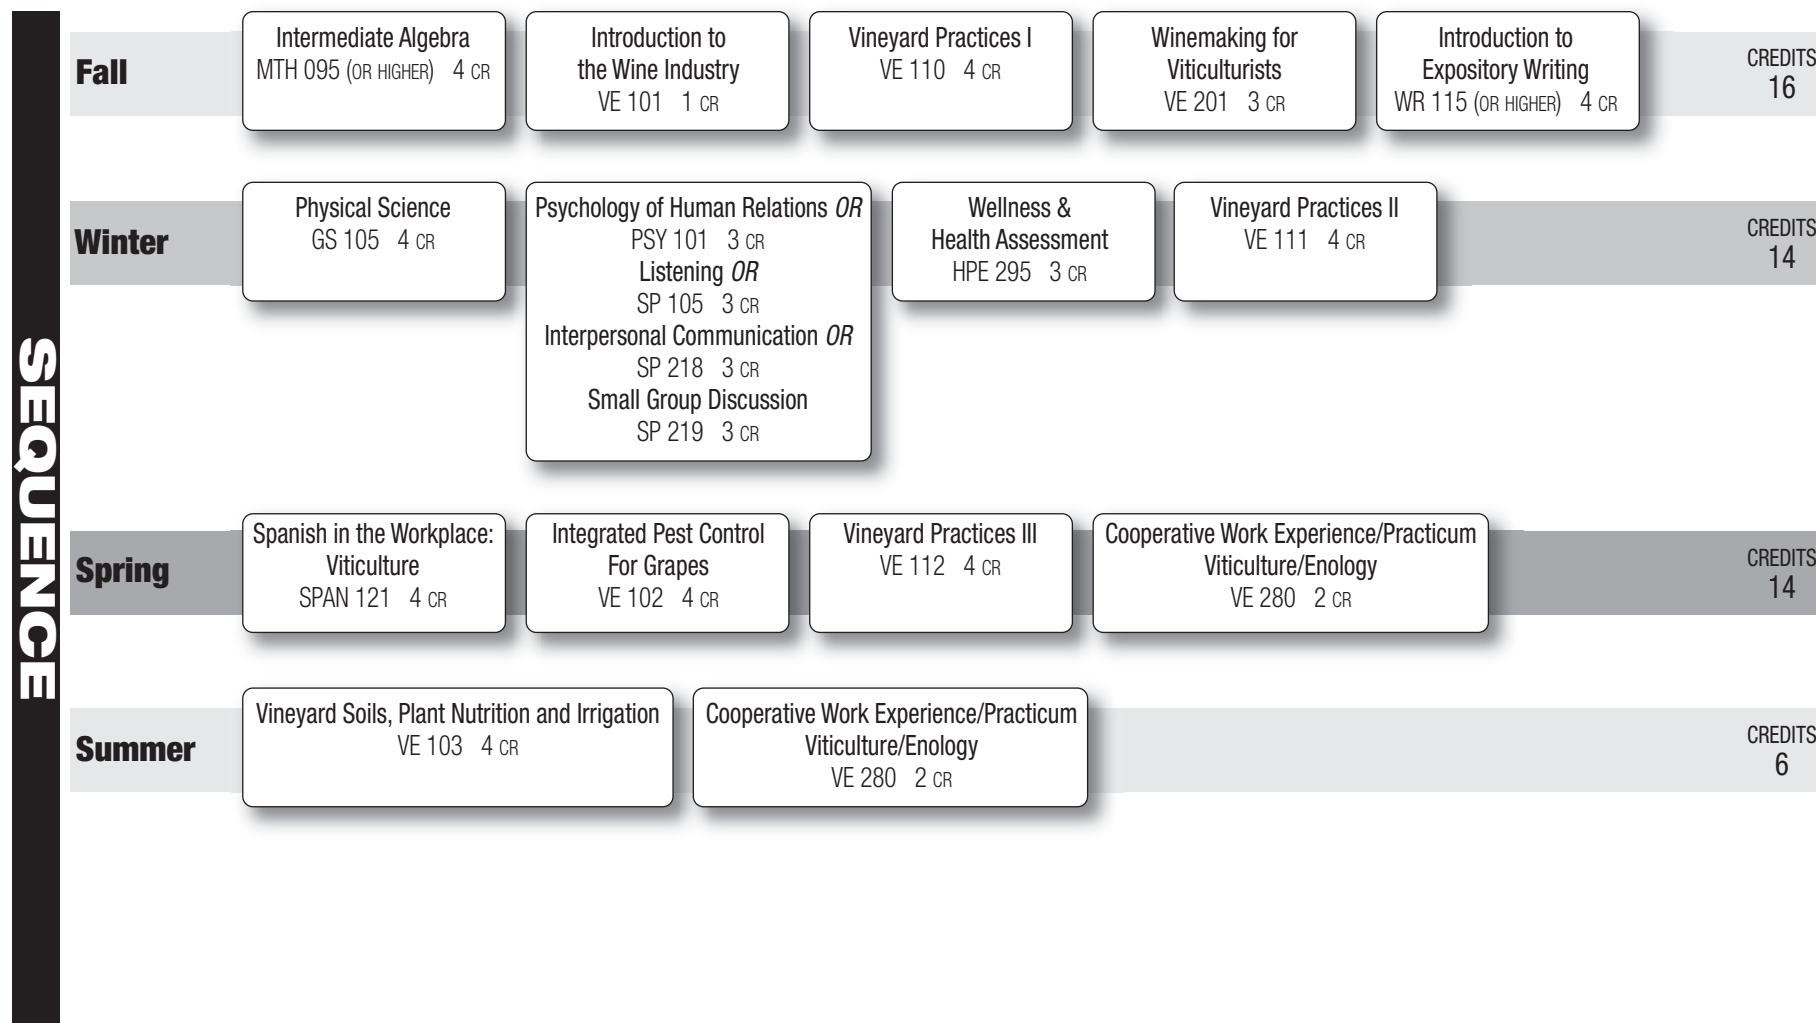 SEQUENCE
Fall
Intermediate Algebra
MTH 095 (OR HIGHER) 4 CR
Introduction to
the Wine Industry
VE 101 1 CR
Vineyard Practices I
VE 110 4 CR
Winemaking for
Viticulturists
VE 201 3 CR
Introduction to
Expository Writing
WR 115 (OR HIGHER) 4 CR
CREDITS
16
Winter
Physical Science
GS 105 4 CR
Psychology of Human Relations OR
PSY 101 3 CR
Listening OR
SP 105 3 CR
Interpersonal Communication OR
SP 218 3 CR
Small Group Discussion
SP 219 3 CR
Wellness &
Health Assessment
HPE 295 3 CR
Vineyard Practices II
VE 111 4 CR
CREDITS
14
Spring
Spanish in the Workplace:
Viticulture
SPAN 121 4 CR
Integrated Pest Control
For Grapes
VE 102 4 CR
Vineyard Practices III
VE 112 4 CR
Cooperative Work Experience/Practicum
Viticulture/Enology
VE 280 2 CR
CREDITS
14
Summer
Vineyard Soils, Plant Nutrition and Irrigation
VE 103 4 CR
Cooperative Work Experience/Practicum
Viticulture/Enology
VE 280 2 CR
CREDITS
6